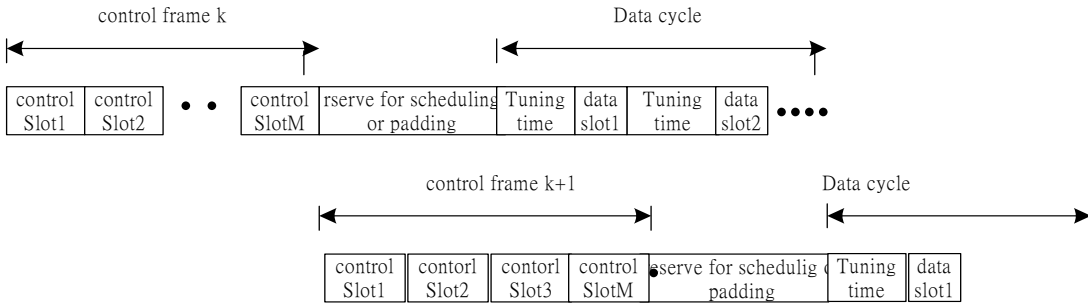 control frame k
Data cycle
control Slot1
control Slot2
control SlotM
rserve for scheduling or padding
Tuning time
data slot1
Tuning time
data slot2
control frame k+1
Data cycle
control Slot1
contorl Slot2
contorl Slot3
control SlotM
eserve for schedulig padding
Tuning time
data slot1